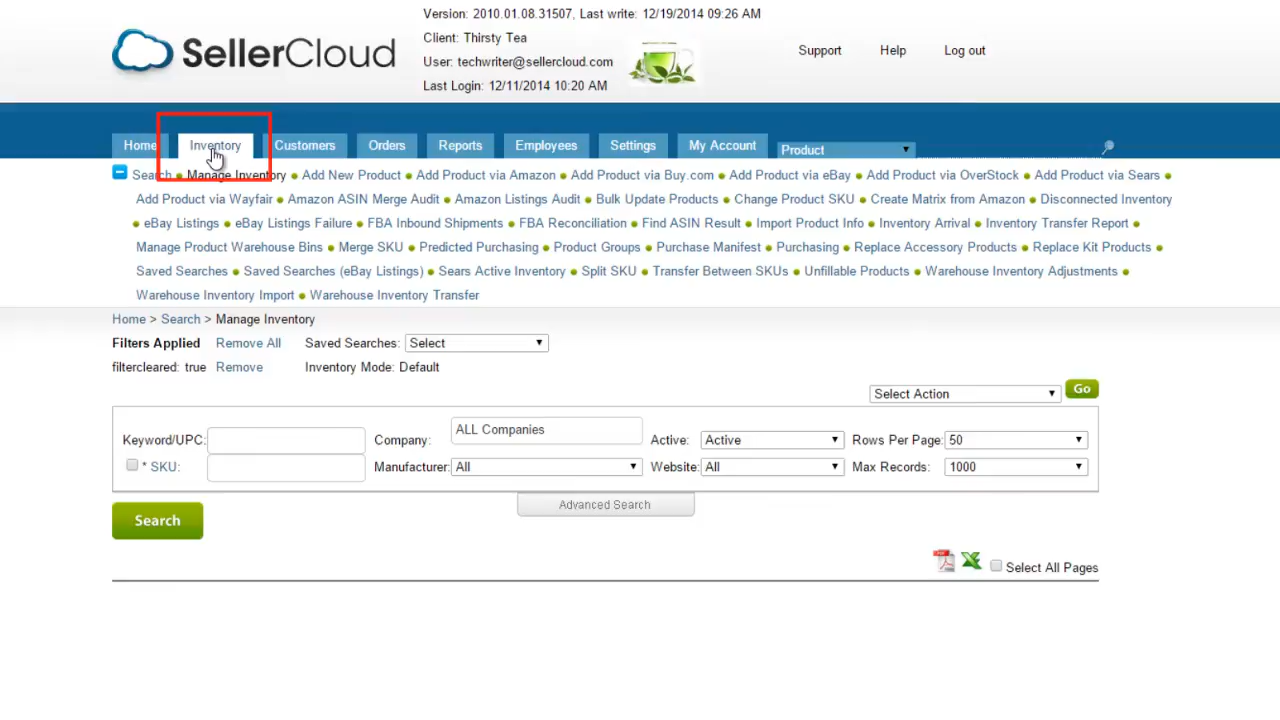 Version: 2010.01.08.31507, Last write: 12/19/2014 09:26 AM
SellerCloud
Client: Thirsty Tea
User: techwriter@sellercloud.com
Last Login: 12/11/2014 10:20 AM
Support Help Log out
Home Inventory Customers Orders Reports Employees Settings My Account Product
Search Manage Inventory Add New Product Add Product via Amazon Add Product via Buy.com Add Product via eBay Add Product via OverStock Add Product via Sears
Add Product via Wayfair Amazon ASIN Merge Audit Amazon Listings Audit Bulk Update Products Change Product SKU Create Matrix from Amazon Disconnected Inventory
eBay Listings eBay Listings Failure FBA Inbound Shipments FBA Reconciliation Find ASIN Result Import Product Info Inventory Arrival Inventory Transfer Report
Manage Product Warehouse Bins Merge SKU Predicted Purchasing Product Groups Purchase Manifest Purchasing Replace Accessory Products Replace Kit Products
Saved Searches Saved Searches (eBay Listings) Sears Active Inventory Split SKU Transfer Between SKUs Unfillable Products Warehouse Inventory Adjustments
Warehouse Inventory Import Warehouse Inventory Transfer
Home > Search > Manage Inventory
Filters Applied Remove All Saved Searches: Select
filtercleared: true Remove Inventory Mode: Default
Select Action Go
Keyword/UPC: Company: ALL Companies Active: Active Rows Per Page: 50
* SKU: Manufacturer: All Website: All Max Records: 1000
Advanced Search
Search
Select All Pages